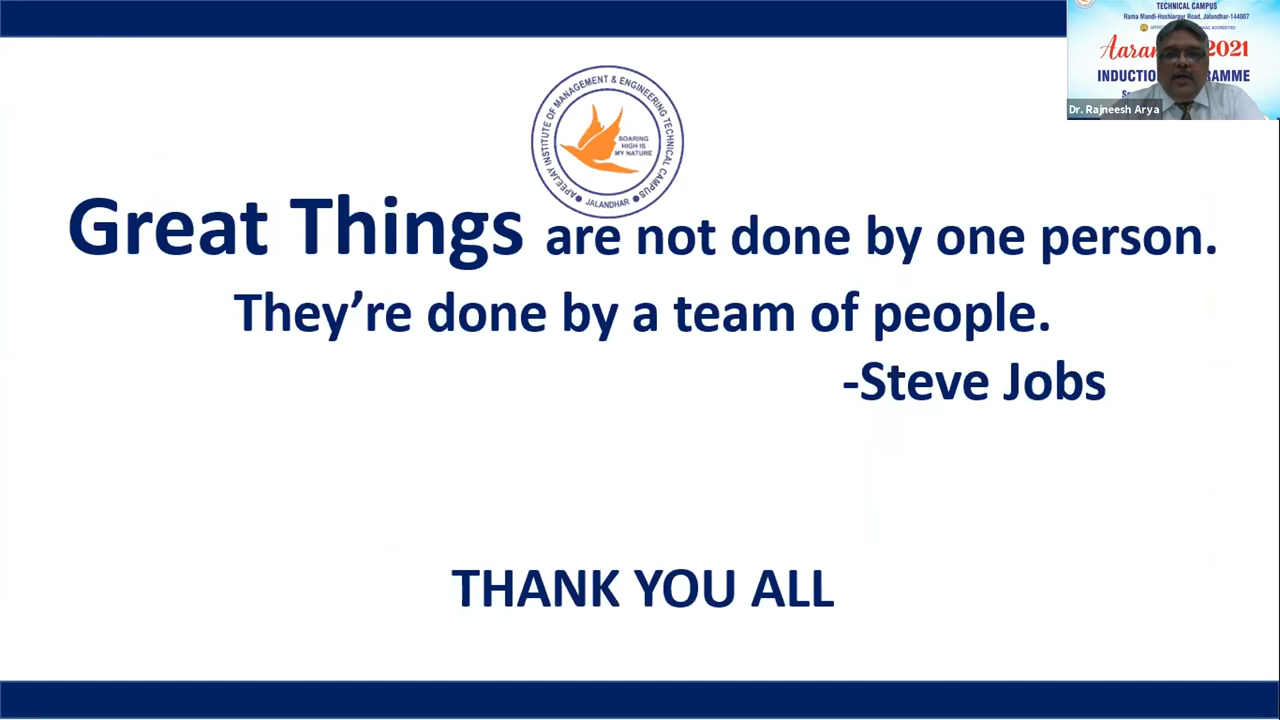 TECHNICAL CAMPUS
Rama Mandi-Hoshiarpur Road, Jalandhar-144007
2021
Dr. Rajneesh Arya
APEEJAY INSTITUTE OF MANAGEMENT & ENGINEERING TECHNICAL CAMPUS
SOARING
HIGH IS
MY NATURE
JALANDHAR
Great Things are not done by one person.
They're done by a team of people.
-Steve Jobs
THANK YOU ALL